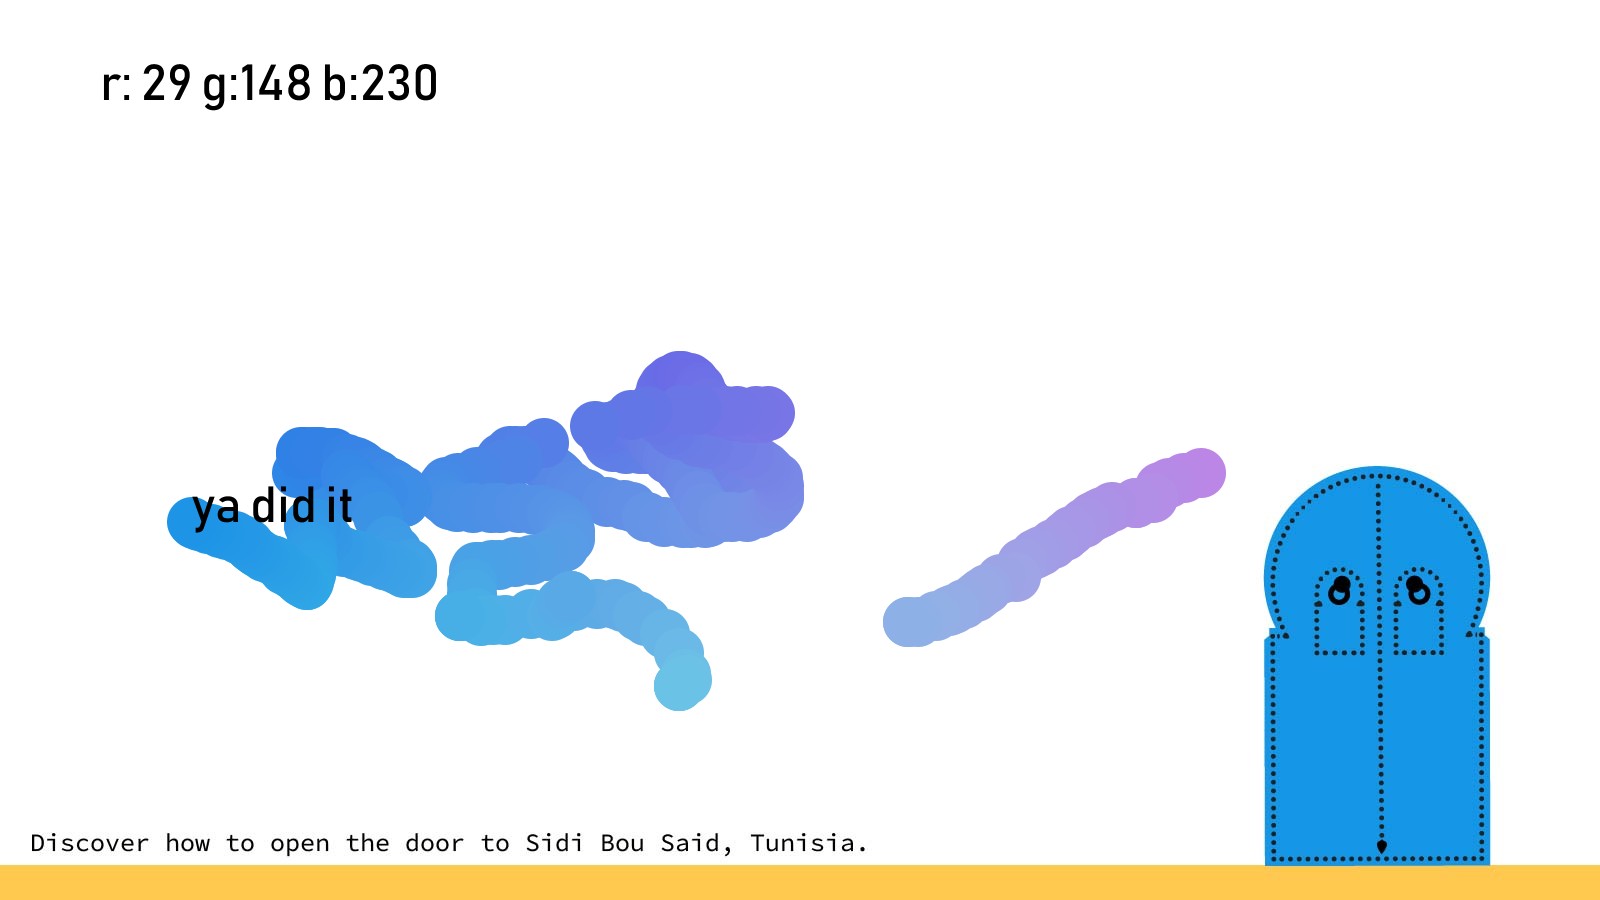 r: 29 g:148 b:230
ya did it
Discover how to open the door to Sidi Bou Said, Tunisia.